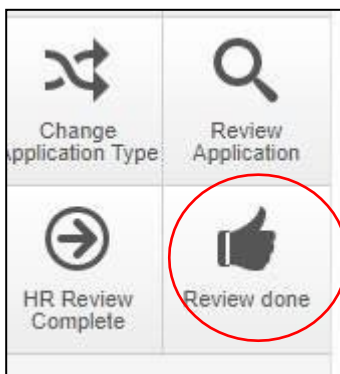 Change
Application Type
Review
Application
HR Review
Complete
Review done